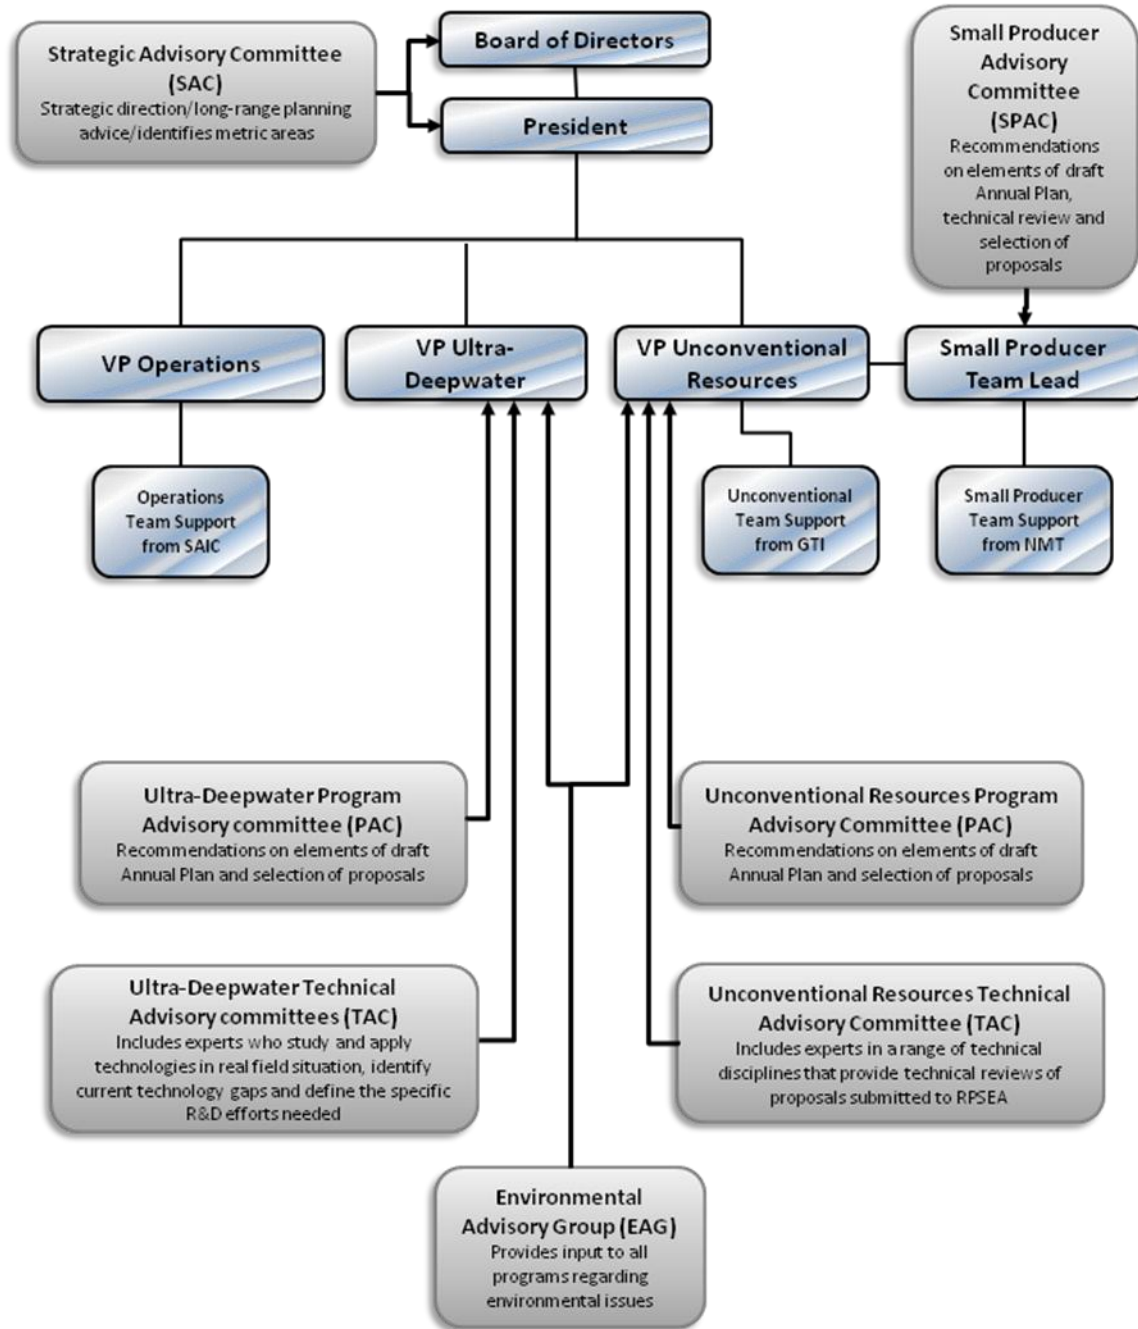 Strategic Advisory Committee
(SAC)
Strategic direction/long-range planning
advice/identifies metric areas
Board of Directors
President
Small Producer
Advisory
Committee
(SPAC)
Recommendations
on elements of draft
Annual Plan,
technical review and
selection of
proposals
VP Operations
VP Ultra-
Deepwater
VP Unconventional
Resources
Small Producer
Team Lead
Operations
Team Support
from SAIC
Unconventional
Team Support
from GTI
Small Producer
Team Support
from NMT
Ultra-Deepwater Program
Advisory committee (PAC)
Recommendations on elements of draft
Annual Plan and selection of proposals
Unconventional Resources Program
Advisory Committee (PAC)
Recommendations on elements of draft
Annual Plan and selection of proposals
Ultra-Deepwater Technical
Advisory committees (TAC)
Includes experts who study and apply
technologies in real field situation, identify
current technology gaps and define the specific
R&D efforts needed
Unconventional Resources Technical
Advisory Committee (TAC)
Includes experts in a range of technical
disciplines that provide technical reviews of
proposals submitted to RPSEA
Environmental
Advisory Group (EAG)
Provides input to all
programs regarding
environmental issues